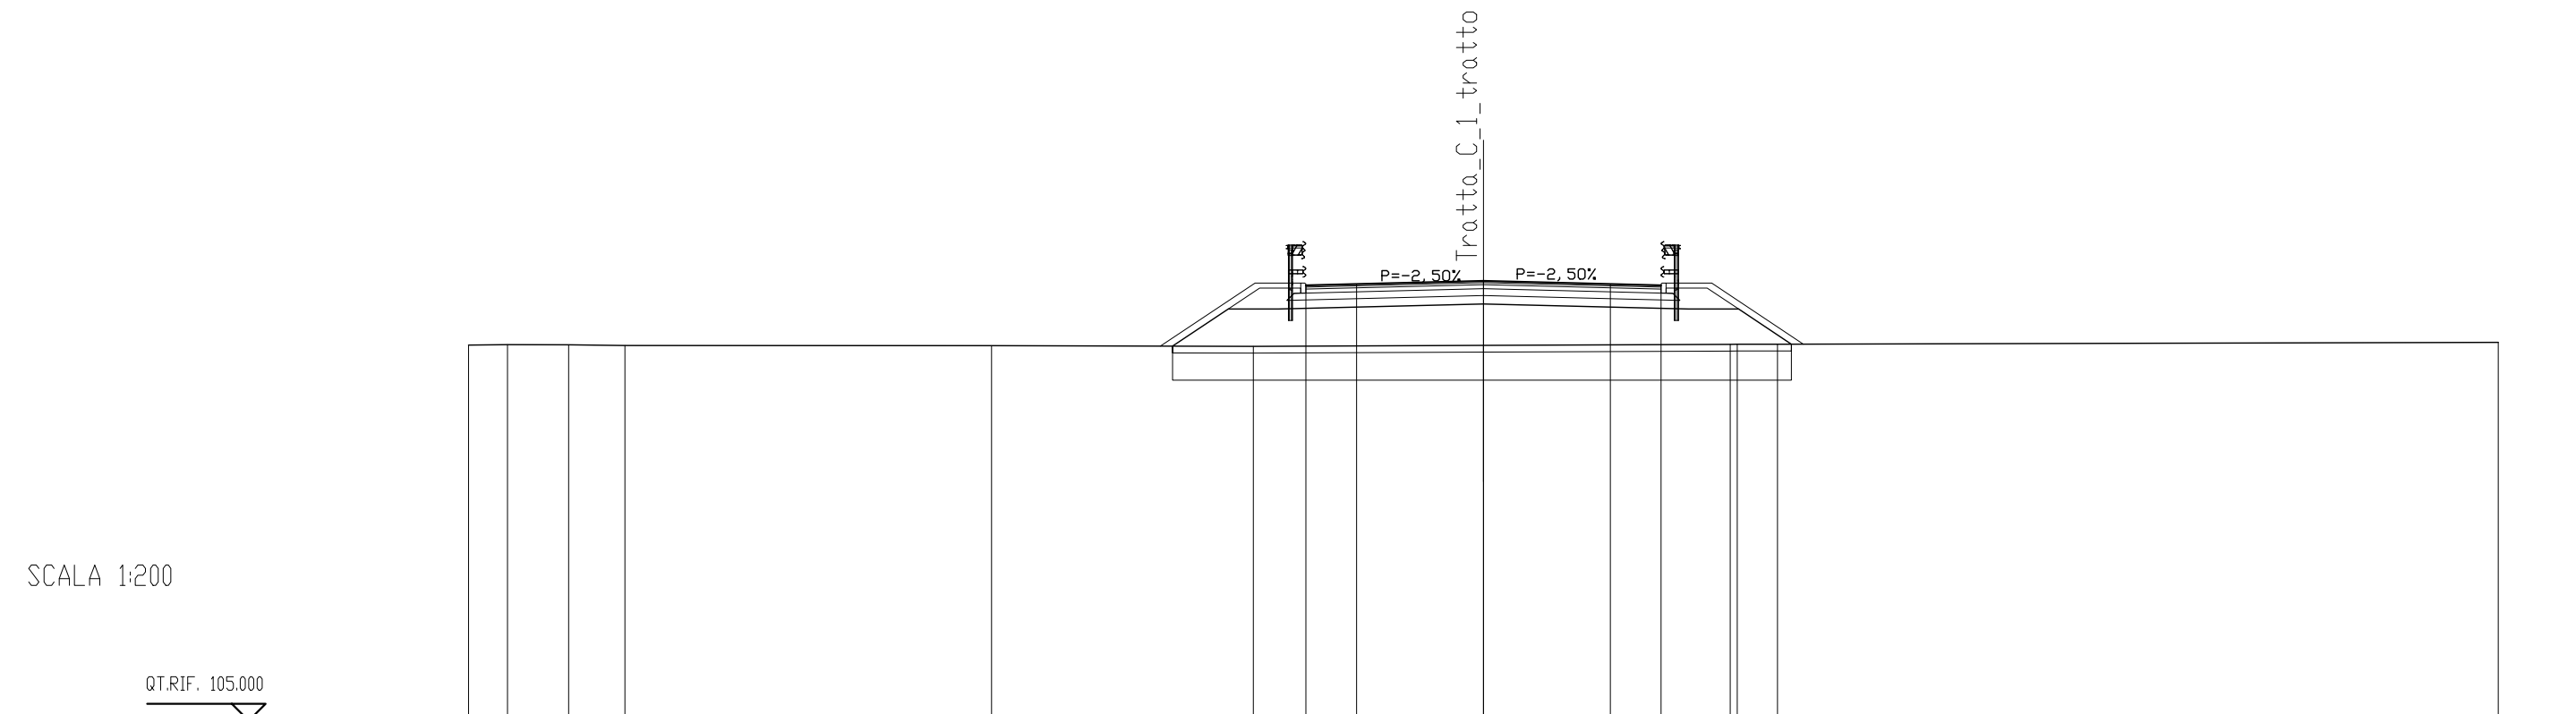 Tratta_C_1_tratto
P=-2,50%
P=-2,50%
SCALA 1:200
QT.RIF. 105.000